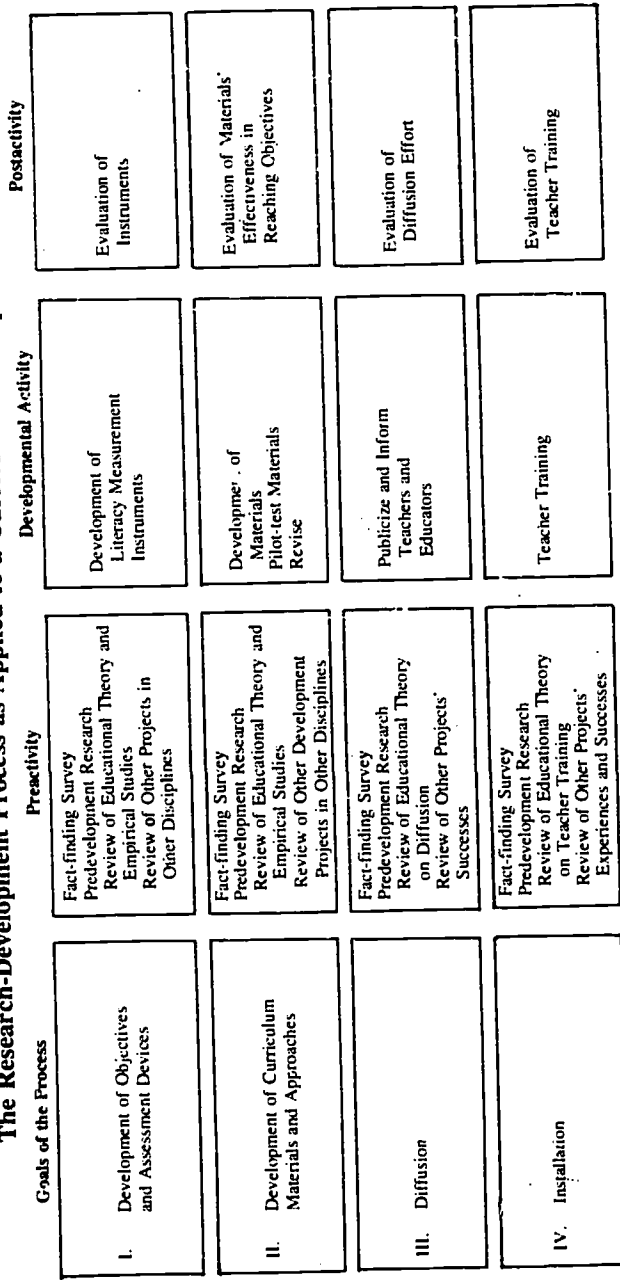 The Research-Development Process as Applied to a
Goals of the Process
Preactivity
Developmental Activity
Postactivity
I. Development of Objectives
and Assessment Devices
Fact-finding Survey
Predevelopment Research
Review of Educational Theory and
Empirical Studies
Review of Other Projects in
Other Disciplines
Development of
Literacy Measurement
Instruments
Evaluation of
Instruments
II. Development of Curriculum
Materials and Approaches
Fact-finding Survey
Predevelopment Research
Review of Educational Theory and
Empirical Studies
Review of Other Development
Projects in Other Disciplines
of
Materials
Pilot-test Materials
Revise
Evaluation of Materials'
Effectiveness in
Reaching Objectives
III. Diffusion
Fact-finding Survey
Predevelopment Research
Review of Educational Theory
on Diffusion
Review of Other Projects'
Successes
Publicize and Inform
Teachers and
Educators
Evaluation of
Diffusion Effort
IV. Installation
Fact-finding Survey
Predevelopment Research
Review of Educational Theory
on Teacher Training
Review of Other Projects'
Experiences and Successes
Teacher Training
Evaluation of
Teacher Training